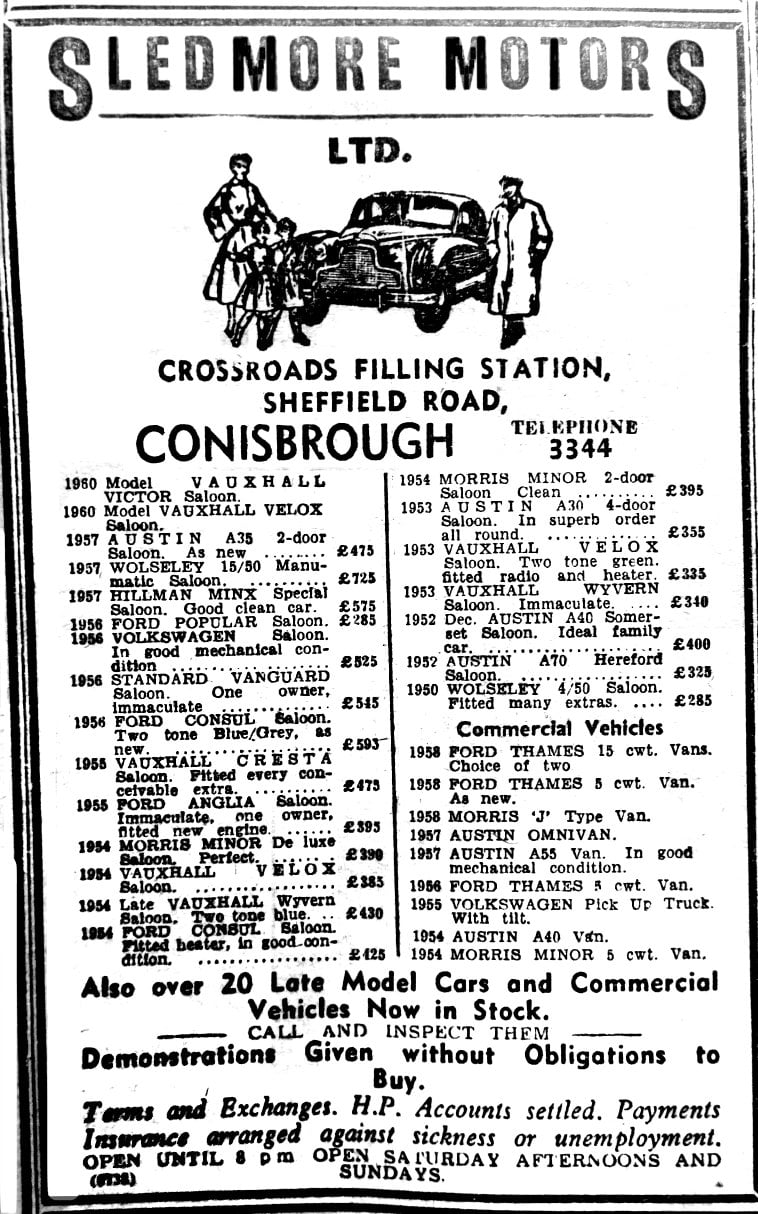 SLEDMORE MOTORS
LTD.
CROSSROADS FILLING STATION,
SHEFFIELD ROAD,
CONISBROUGH
TELEPHONE
3344
1960 Model VAUXHALL
VICTOR Saloon.
1960 Model VAUXHALL VELOX
Saloon.
1957 AUSTIN A35 2-door
Saloon. As new ........ £475
1957 WOLSELEY 15/50 Manu-
matic Saloon. .......... £725
1957 HILLMAN MINX Special
Saloon. Good clean car. £575
1956 FORD POPULAR Saloon. £285
1956 VOLKSWAGEN Saloon.
In good mechanical con-
dition .................. £525
1956 STANDARD VANGUARD
Saloon. One owner,
immaculate ............. £545
1956 FORD CONSUL Saloon.
Two tone Blue/Grey, as
new. .................... £593
1955 VAUXHALL CRESTA
Saloon. Fitted every con-
ceivable extra. .......... £475
1955 FORD ANGLIA Saloon.
Immaculate, one owner,
fitted new engine. ...... £395
1954 MORRIS MINOR De luxe
Saloon. Perfect. ....... £390
1954 VAUXHALL VELOX
Saloon. ................. £385
1954 Late VAUXHALL Wyvern
Saloon. Two tone blue. .. £430
1954 FORD CONSUL Saloon.
Fitted heater, in good con-
dition. ................. £425
1954 MORRIS MINOR 2-door
Saloon Clean .......... £395
1953 AUSTIN A30 4-door
Saloon. In superb order
all round. .............. £355
1953 VAUXHALL VELOX
Saloon. Two tone green.
fitted radio and heater. £335
1953 VAUXHALL WYVERN
Saloon. Immaculate. .... £340
1952 Dec. AUSTIN A40 Somer-
set Saloon. Ideal family
car. .................... £400
1952 AUSTIN A70 Hereford
Saloon. ................. £325
1950 WOLSELEY 4/50 Saloon.
Fitted many extras. .... £285
Commercial Vehicles
1958 FORD THAMES 15 cwt. Vans.
Choice of two
1958 FORD THAMES 5 cwt. Van.
As new.
1958 MORRIS 'J' Type Van.
1957 AUSTIN OMNIVAN.
1957 AUSTIN A55 Van. In good
mechanical condition.
1956 FORD THAMES 5 cwt. Van.
1955 VOLKSWAGEN Pick Up Truck.
With tilt.
1954 AUSTIN A40 Van.
1954 MORRIS MINOR 5 cwt. Van.
Also over 20 Late Model Cars and Commercial
Vehicles Now in Stock.
CALL AND INSPECT THEM
Demonstrations Given without Obligations to
Buy.
Terms and Exchanges. H.P. Accounts settled. Payments
Insurance arranged against sickness or unemployment.
OPEN UNTIL 8 pm OPEN SATURDAY AFTERNOONS AND
SUNDAYS.